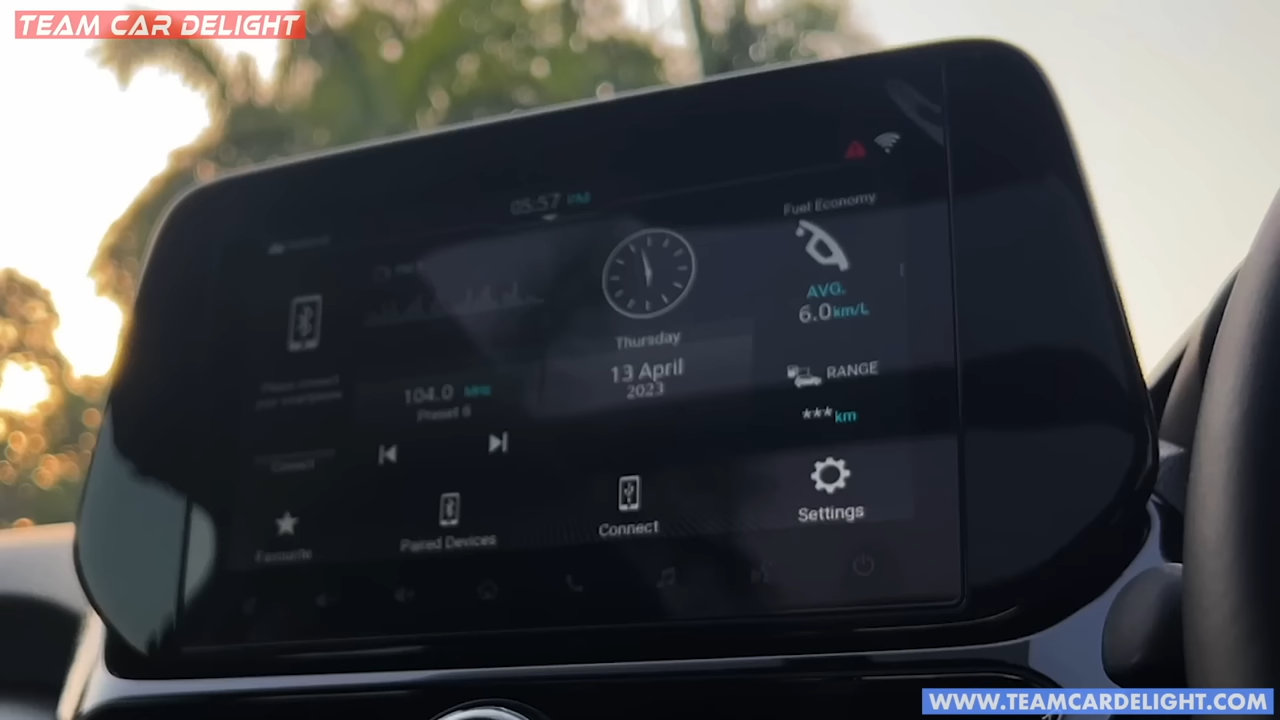 TEAM CAR DELIGHT
05:57 PM
Fuel Economy
AVG.
6.0 km/L
Thursday
13 April
2023
RANGE
*** km
104.0 MHz
Preset 6
Favourite
Paired Devices
Connect
Settings
WWW.TEAMCARDELIGHT.COM